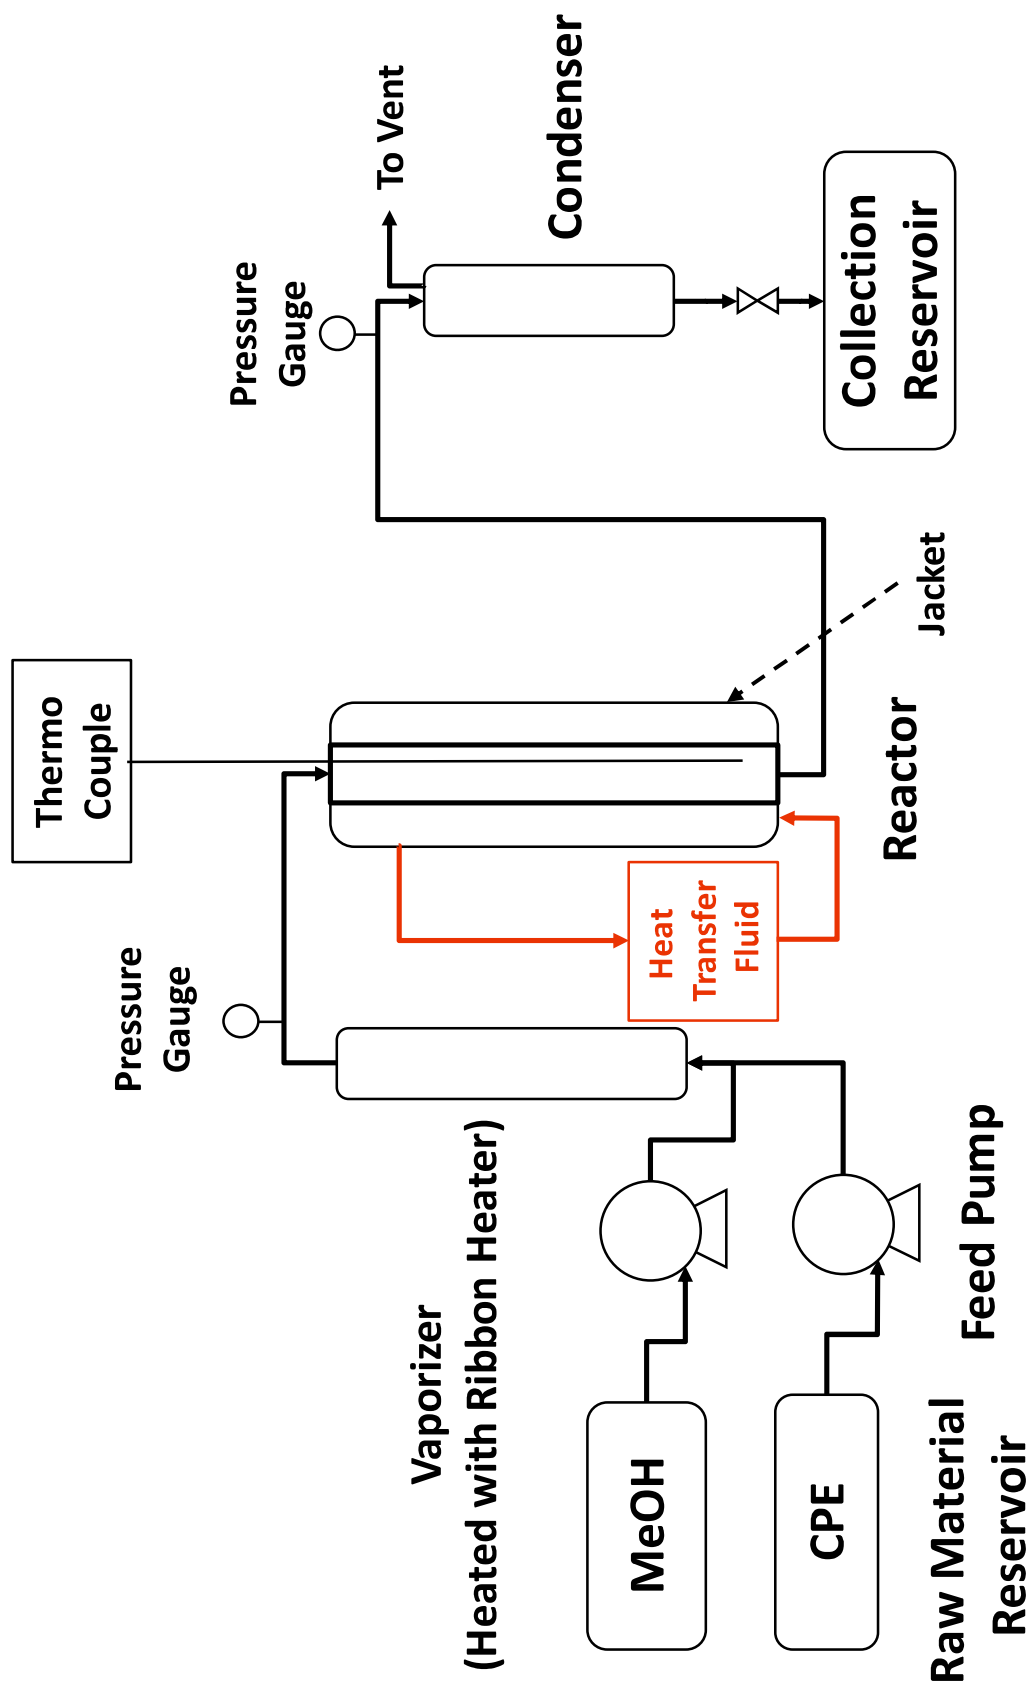 Thermo
Couple
Pressure
Gauge
To Vent
Pressure
Gauge
Condenser
Vaporizer
(Heated with Ribbon Heater)
Heat
Transfer
Fluid
MeOH
CPE
Collection
Reservoir
Jacket
Reactor
Feed Pump
Raw Material
Reservoir